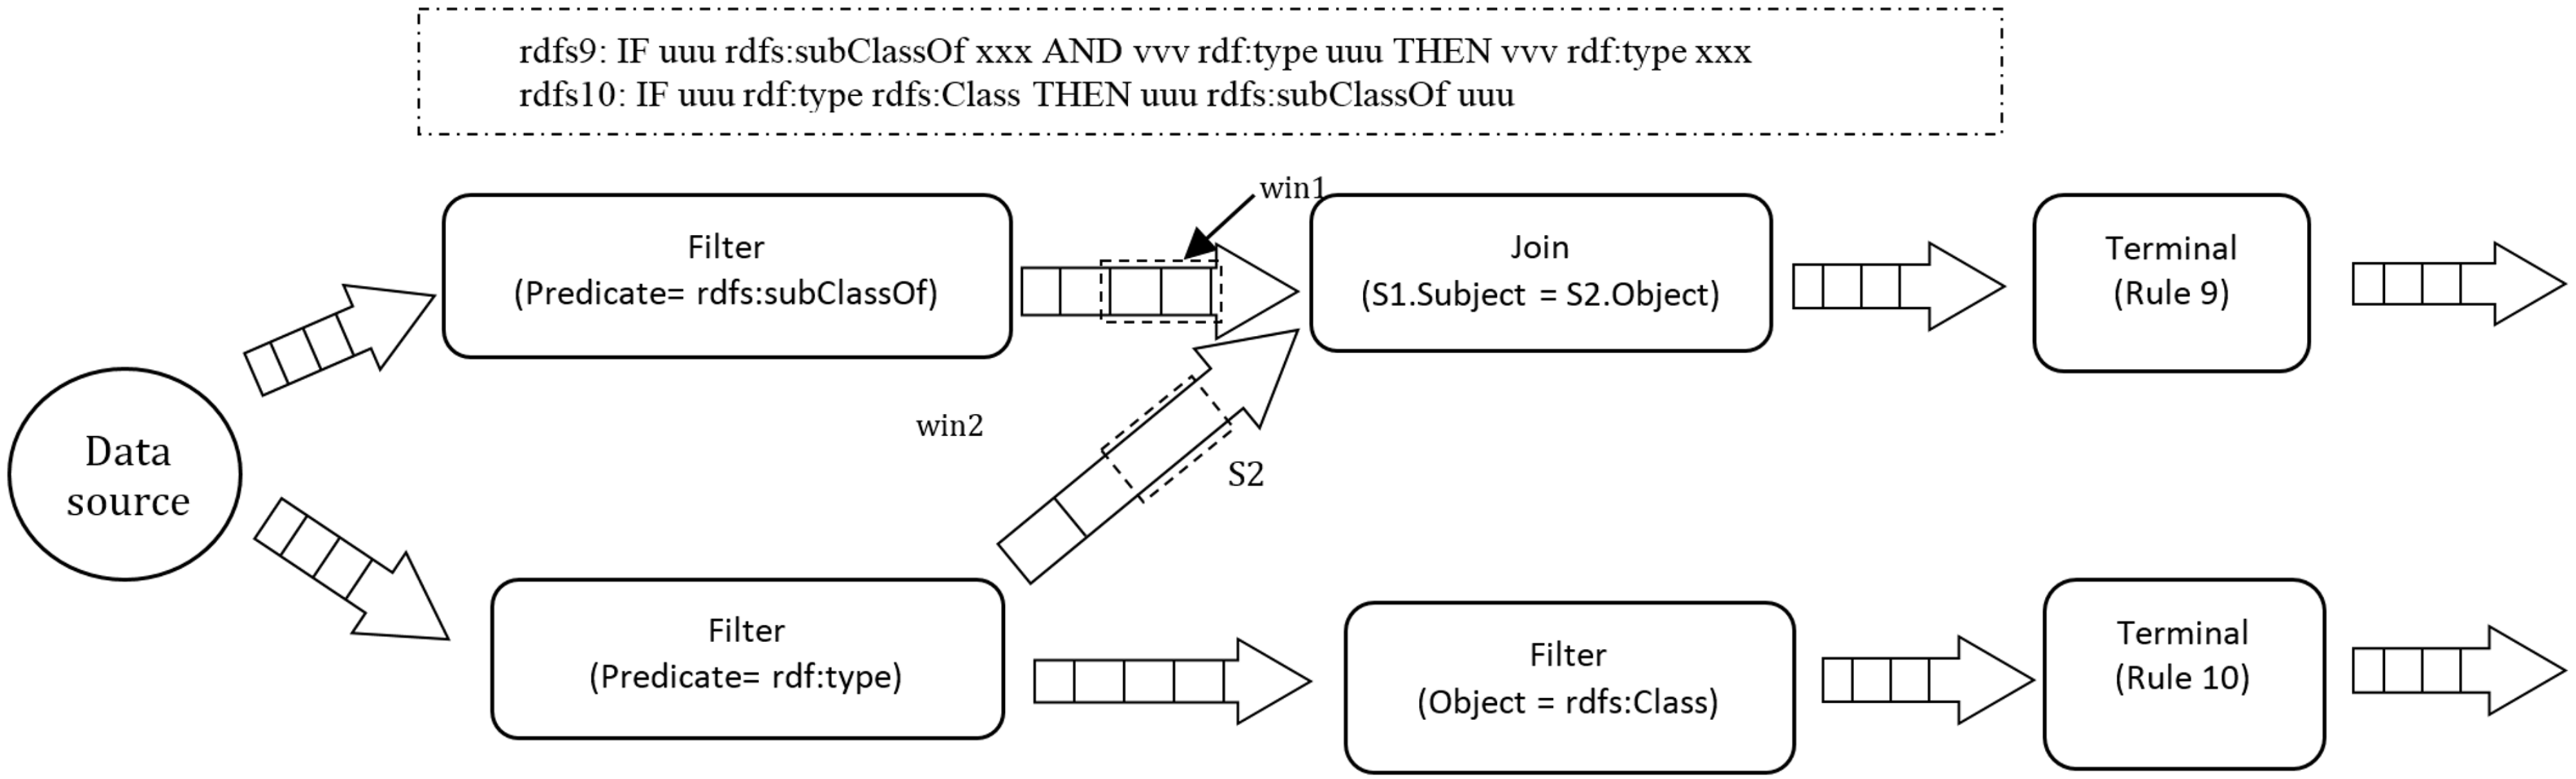 rdfs9: IF uuu rdfs:subClassOf xxx AND vvv rdf:type uuu THEN vvv rdf:type xxx
rdfs10: IF uuu rdf:type rdfs:Class THEN uuu rdfs:subClassOf uuu
win1
Filter
(Predicate= rdfs:subClassOf)
Join
(S1.Subject = S2.Object)
Terminal
(Rule 9)
win2
S2
Data
source
Filter
(Predicate= rdf:type)
Filter
(Object = rdfs:Class)
Terminal
(Rule 10)